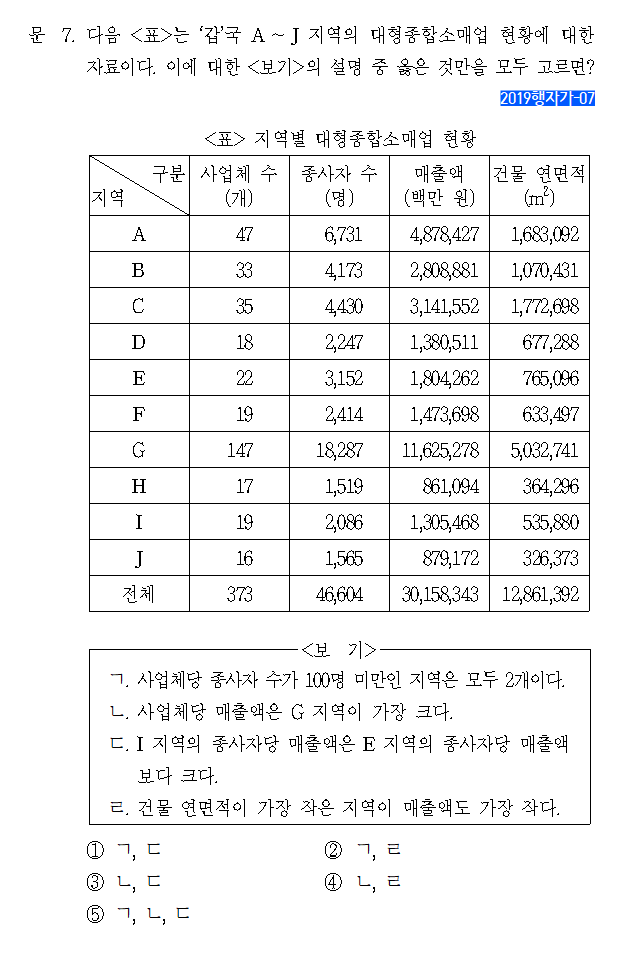 문 7. 다음 <표>는 '갑'국 A ~ J 지역의 대형종합소매업 현황에 대한
자료이다. 이에 대한 <보기>의 설명 중 옳은 것만을 모두 고르면?
2019행자가-07
<표> 지역별 대형종합소매업 현황
구분 지역 사업체 수 (개) 종사자 수 (명) 매출액 (백만 원) 건물 연면적 (m²)
A 47 6,731 4,878,427 1,683,092
B 33 4,173 2,808,881 1,070,431
C 35 4,430 3,141,552 1,772,698
D 18 2,247 1,380,511 677,288
E 22 3,152 1,804,262 765,096
F 19 2,414 1,473,698 633,497
G 147 18,287 11,625,278 5,032,741
H 17 1,519 861,094 364,296
I 19 2,086 1,305,468 535,880
J 16 1,565 879,172 326,373
전체 373 46,604 30,158,343 12,861,392
<보 기>
ㄱ. 사업체당 종사자 수가 100명 미만인 지역은 모두 2개이다.
ㄴ. 사업체당 매출액은 G 지역이 가장 크다.
ㄷ. I 지역의 종사자당 매출액은 E 지역의 종사자당 매출액
보다 크다.
ㄹ. 건물 연면적이 가장 작은 지역이 매출액도 가장 작다.
① ㄱ, ㄷ ② ㄱ, ㄹ
③ ㄴ, ㄷ ④ ㄴ, ㄹ
⑤ ㄱ, ㄴ, ㄷ